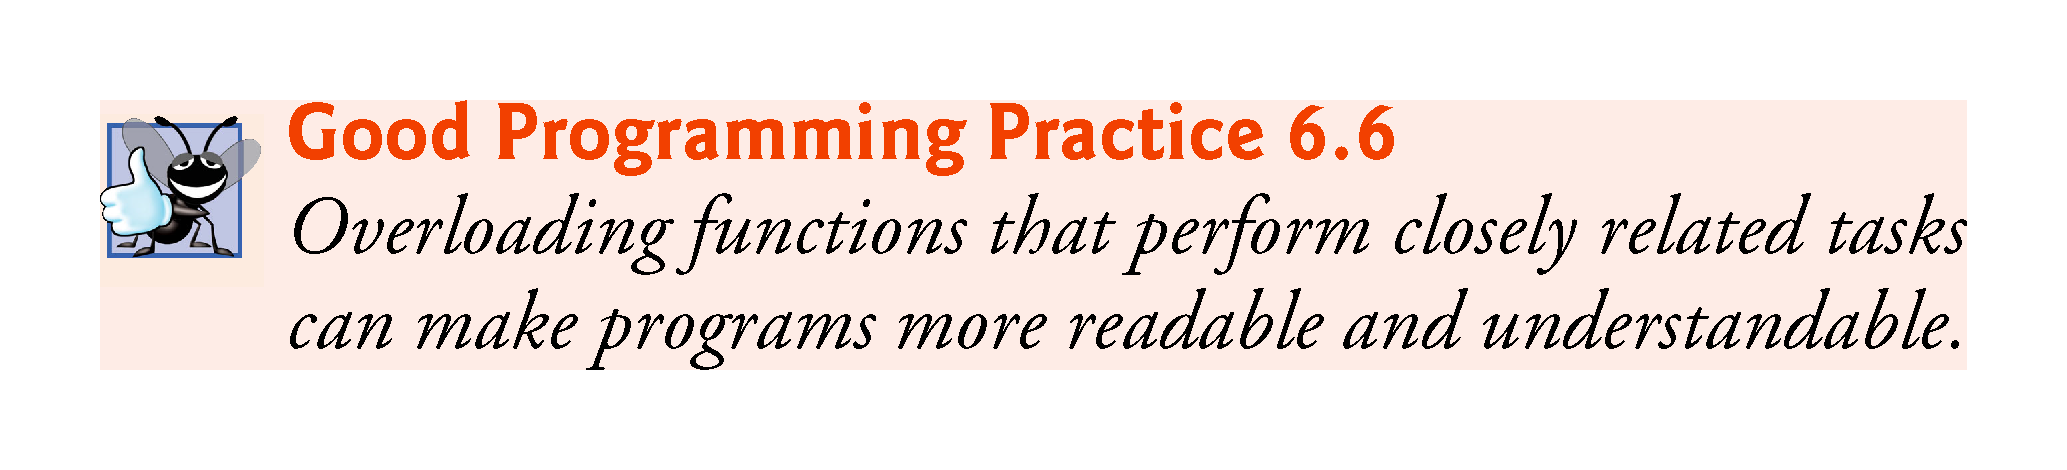 Good Programming Practice 6.6
Overloading functions that perform closely related tasks
can make programs more readable and understandable.